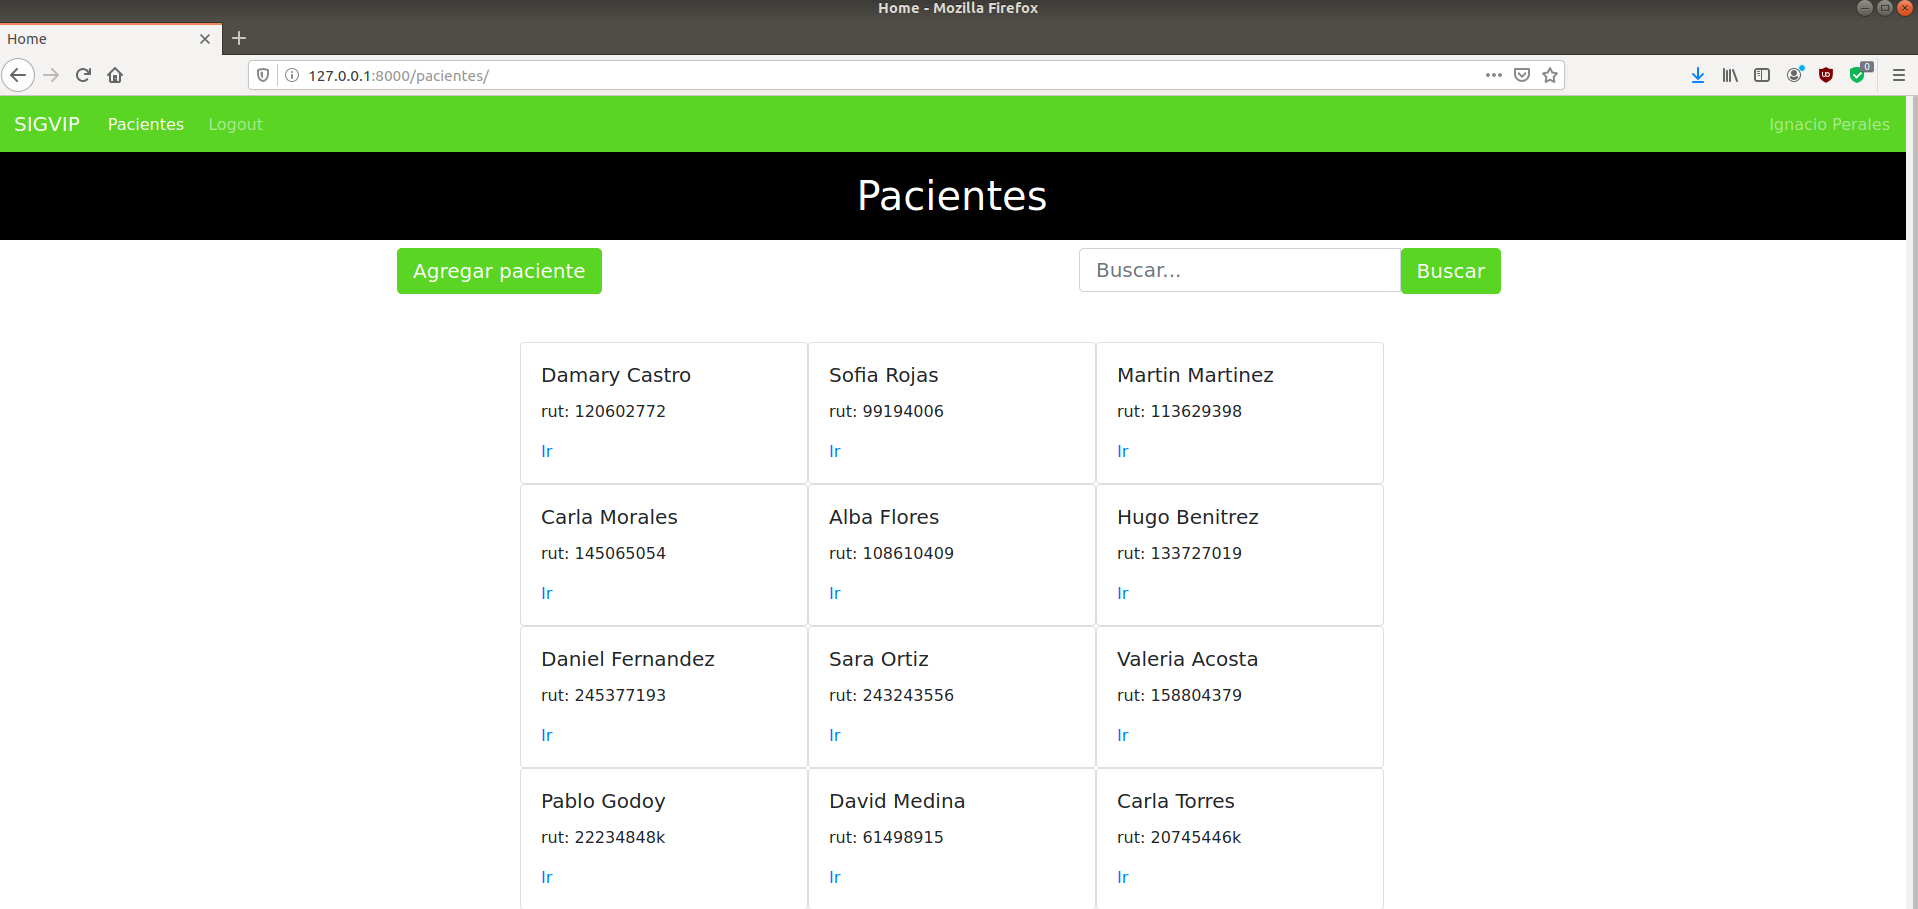 Home - Mozilla Firefox
Home
127.0.0.1:8000/pacientes/
0
SIGVIP Pacientes Logout Ignacio Perales
Pacientes
Agregar paciente Buscar... Buscar
Damary Castro
rut: 120602772
Ir
Sofia Rojas
rut: 99194006
Ir
Martin Martinez
rut: 113629398
Ir
Carla Morales
rut: 145065054
Ir
Alba Flores
rut: 108610409
Ir
Hugo Benitrez
rut: 133727019
Ir
Daniel Fernandez
rut: 245377193
Ir
Sara Ortiz
rut: 243243556
Ir
Valeria Acosta
rut: 158804379
Ir
Pablo Godoy
rut: 22234848k
Ir
David Medina
rut: 61498915
Ir
Carla Torres
rut: 20745446k
Ir